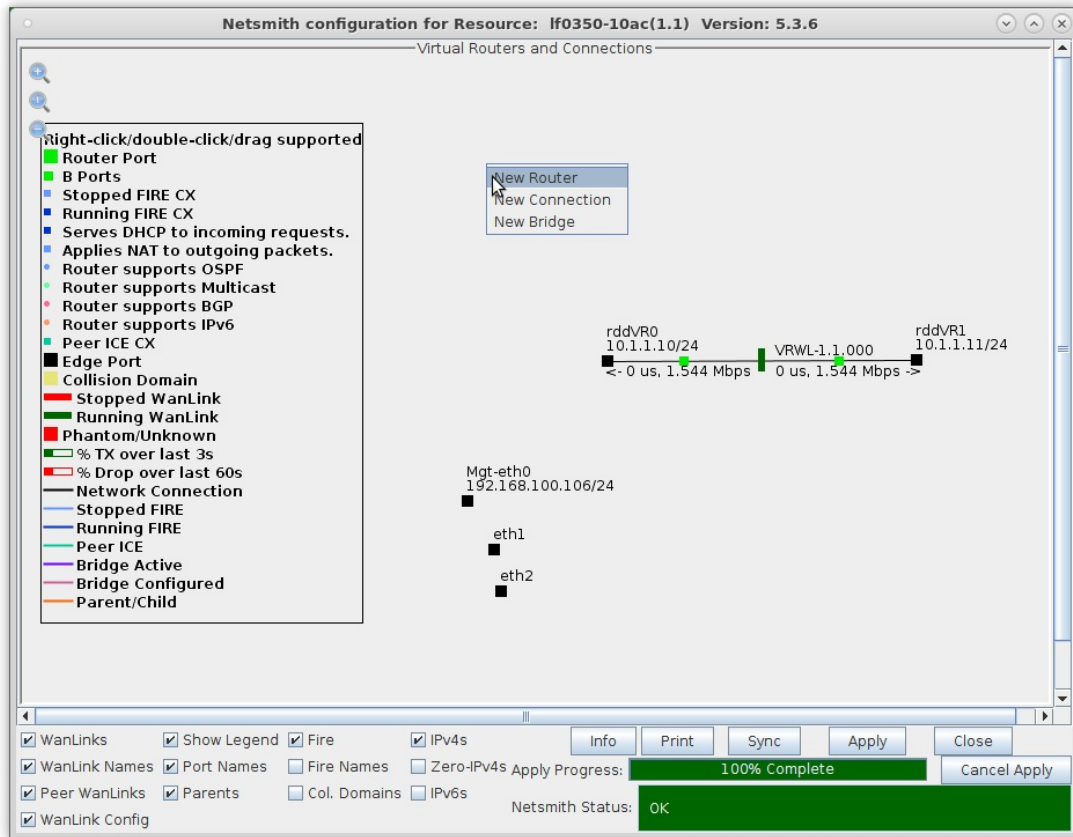 Netsmith configuration for Resource:  lf0350-10ac(1.1)  Version: 5.3.6
Virtual Routers and Connections
Right-click/double-click/drag supported
Router Port
B Ports
Stopped FIRE CX
Running FIRE CX
Serves DHCP to incoming requests.
Applies NAT to outgoing packets.
Router supports OSPF
Router supports Multicast
Router supports BGP
Router supports IPv6
Peer ICE CX
Edge Port
Collision Domain
Stopped WanLink
Running WanLink
Phantom/Unknown
% TX over last 3s
% Drop over last 60s
Network Connection
Stopped FIRE
Running FIRE
Peer ICE
Bridge Active
Bridge Configured
Parent/Child
New Router
New Connection
New Bridge
rddVR0
10.1.1.10/24
VRWL-1.1.000
rddVR1
10.1.1.11/24
<- 0 us, 1.544 Mbps
0 us, 1.544 Mbps ->
Mgt-eth0
192.168.100.106/24
eth1
eth2
WanLinks Show Legend Fire IPv4s Info Print Sync Apply Close
WanLink Names Port Names Fire Names Zero-IPv4s Apply Progress: 100% Complete Cancel Apply
Peer WanLinks Parents Col. Domains IPv6s Netsmith Status: OK
WanLink Config